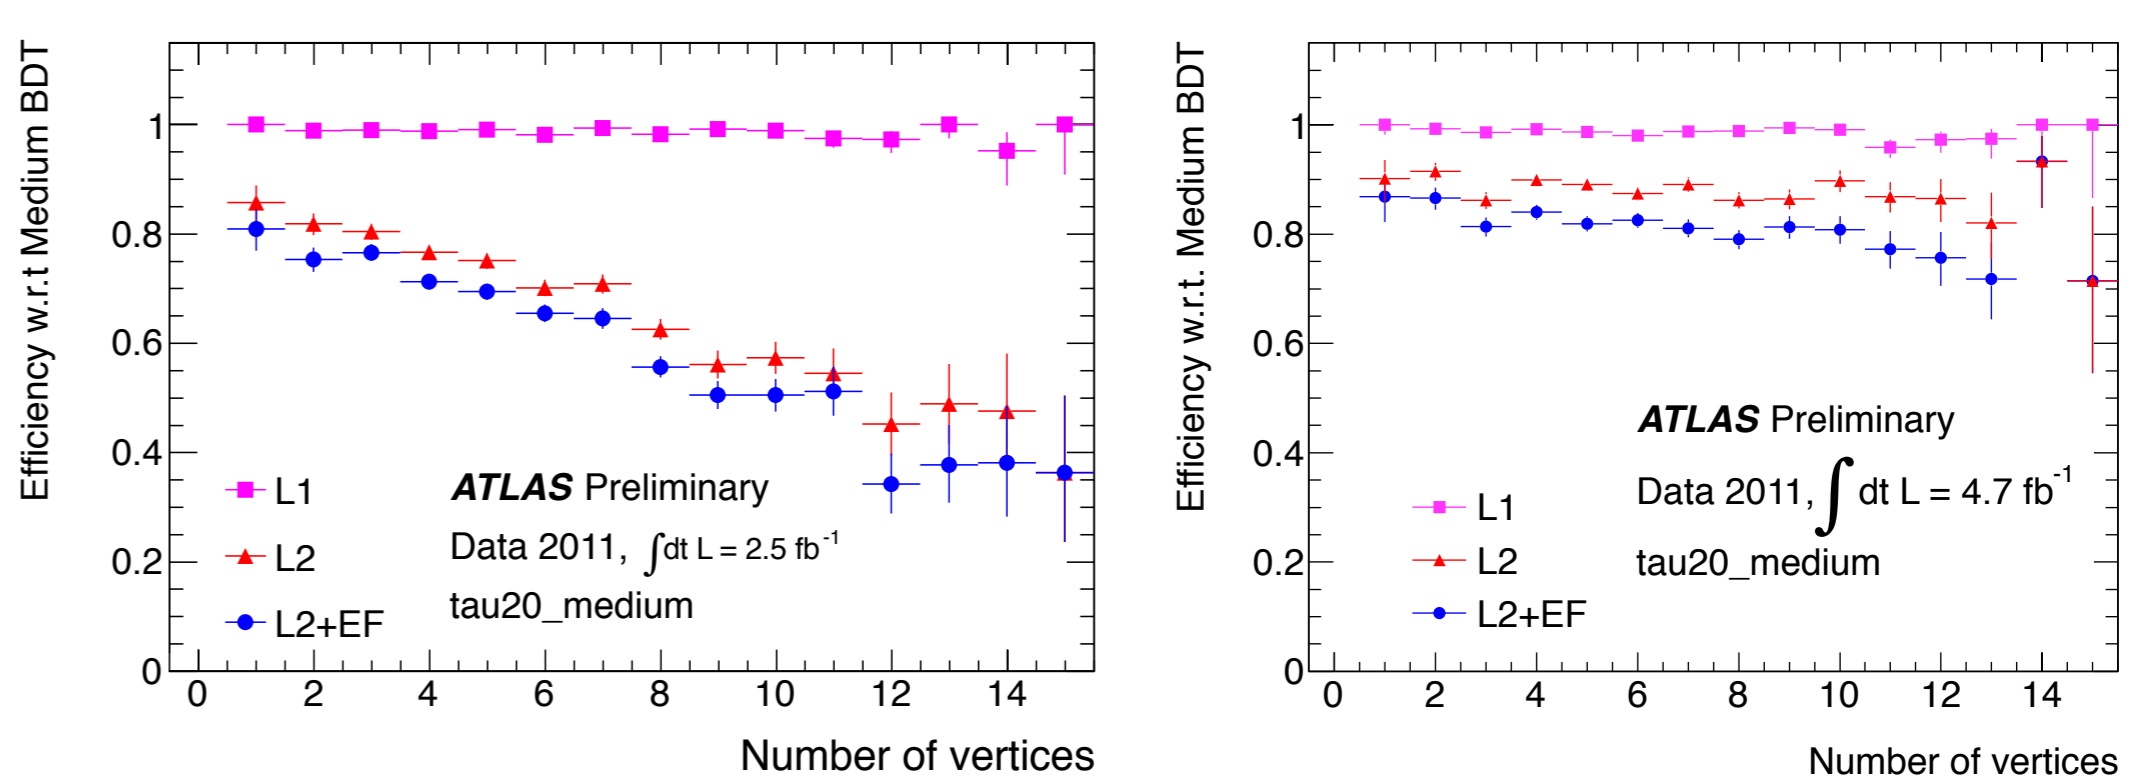 Efficiency w.r.t Medium BDT
1
0.8
0.6
0.4
0.2
0
L1
L2
L2+EF
ATLAS Preliminary
Data 2011, ∫dt L = 2.5 fb⁻¹
tau20_medium
0 2 4 6 8 10 12 14
Number of vertices
Efficiency w.r.t. Medium BDT
1
0.8
0.6
0.4
0.2
0
ATLAS Preliminary
Data 2011, ∫ dt L = 4.7 fb⁻¹
tau20_medium
L1
L2
L2+EF
0 2 4 6 8 10 12 14
Number of vertices